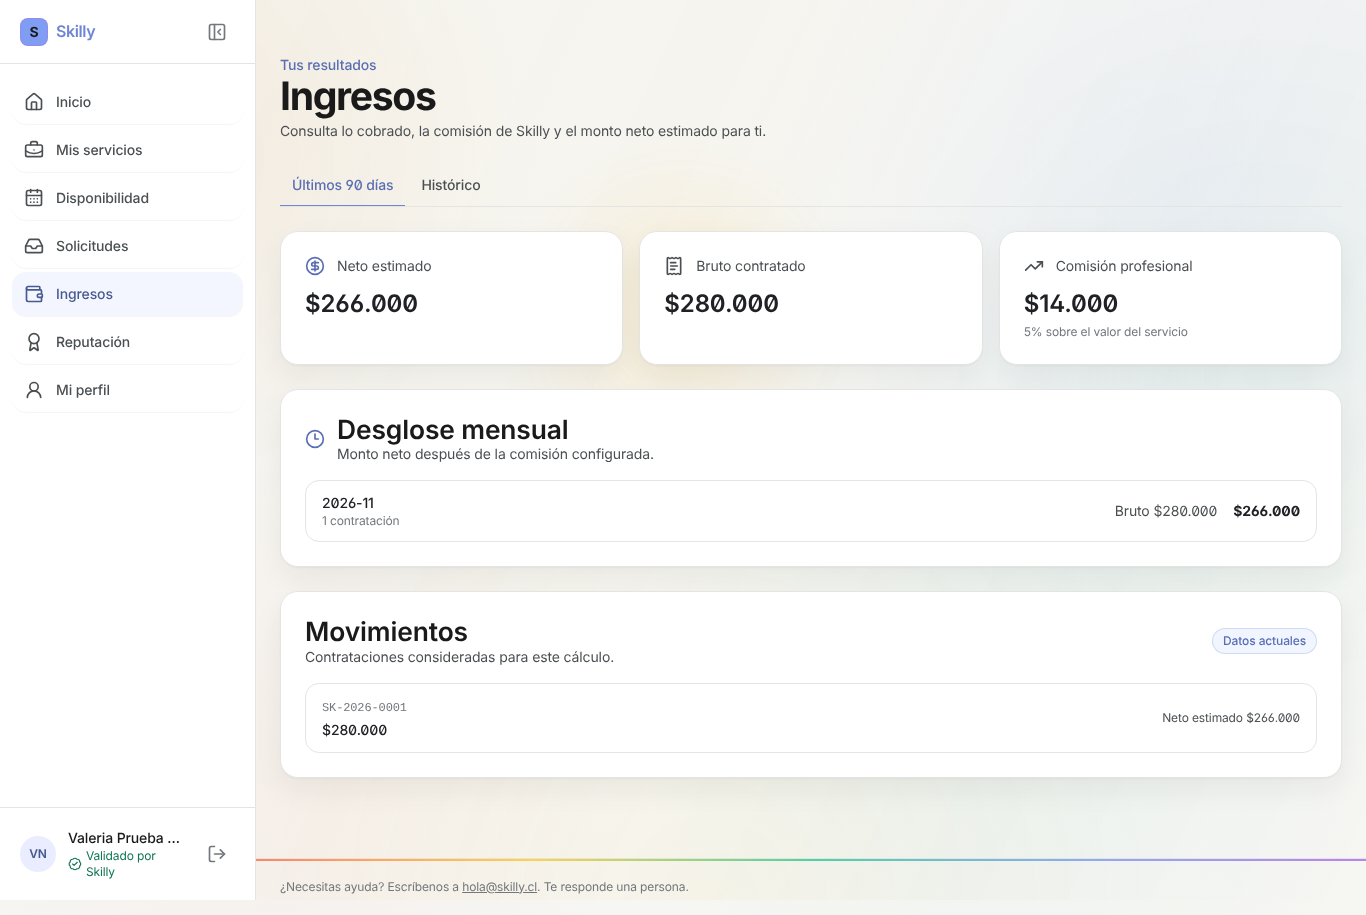 S Skilly
Inicio
Mis servicios
Disponibilidad
Solicitudes
Ingresos
Reputación
Mi perfil
VN
Valeria Prueba ...
Validado por
Skilly
Tus resultados
Ingresos
Consulta lo cobrado, la comisión de Skilly y el monto neto estimado para ti.
Últimos 90 días Histórico
Neto estimado
$266.000
Bruto contratado
$280.000
Comisión profesional
$14.000
5% sobre el valor del servicio
Desglose mensual
Monto neto después de la comisión configurada.
2026-11
1 contratación
Bruto $280.000 $266.000
Movimientos
Contrataciones consideradas para este cálculo.
Datos actuales
SK-2026-0001
$280.000
Neto estimado $266.000
¿Necesitas ayuda? Escríbenos a hola@skilly.cl. Te responde una persona.